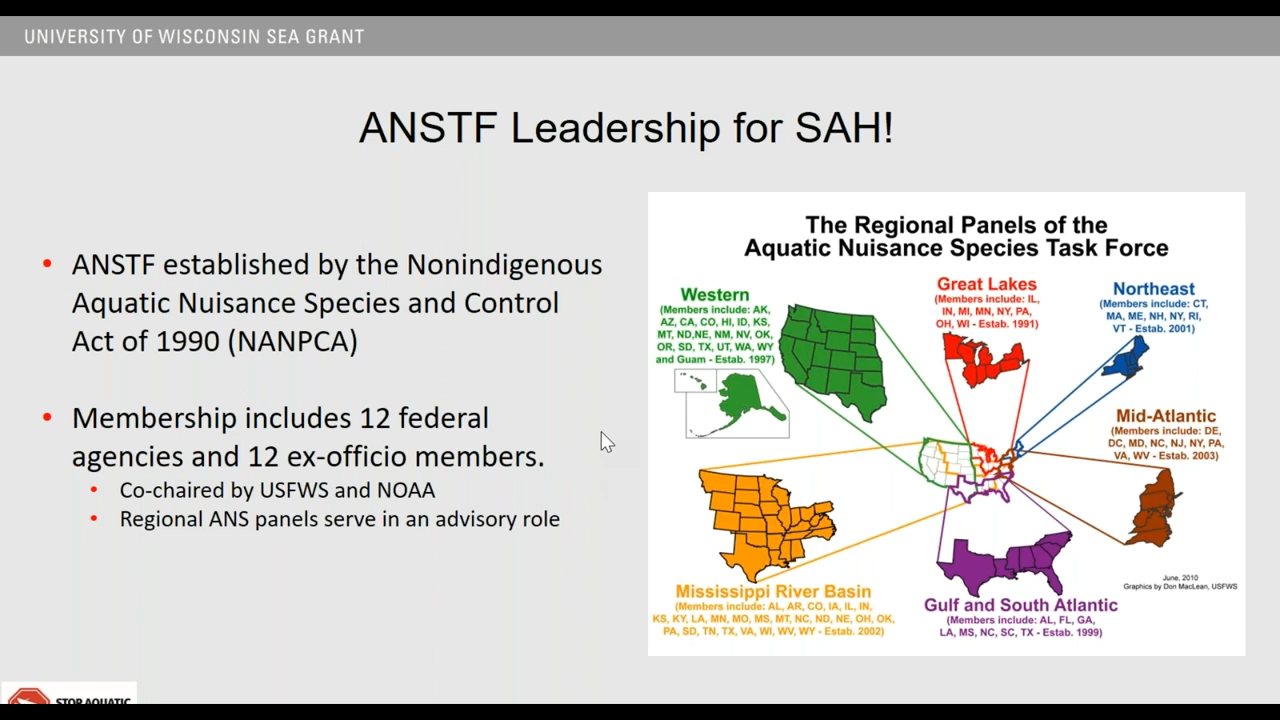 UNIVERSITY OF WISCONSIN SEA GRANT
ANSTF Leadership for SAH!
• ANSTF established by the Nonindigenous
Aquatic Nuisance Species and Control
Act of 1990 (NANPCA)
• Membership includes 12 federal
agencies and 12 ex-officio members.
• Co-chaired by USFWS and NOAA
• Regional ANS panels serve in an advisory role
The Regional Panels of the
Aquatic Nuisance Species Task Force
Western
(Members include: AK,
AZ, CA, CO, HI, ID, KS,
MT, ND,NE, NM, NV, OK,
OR, SD, TX, UT, WA, WY
and Guam - Estab. 1997)
Great Lakes
(Members include: IL,
IN, MI, MN, NY, PA,
OH, WI - Estab. 1991)
Northeast
(Members include: CT,
MA, ME, NH, NY, RI,
VT - Estab. 2001)
Mid-Atlantic
(Members include: DE,
DC, MD, NC, NJ, NY, PA,
VA, WV - Estab. 2003)
Mississippi River Basin
(Members include: AL, AR, CO, IA, IL, IN,
KS, KY, LA, MN, MO, MS, MT, NC, ND, NE, OH, OK,
PA, SD, TN, TX, VA, WI, WV, WY - Estab. 2002)
Gulf and South Atlantic
(Members include: AL, FL, GA,
LA, MS, NC, SC, TX - Estab. 1999)
June, 2010
Graphics by Don MacLean, USFWS
STOP AQUATIC